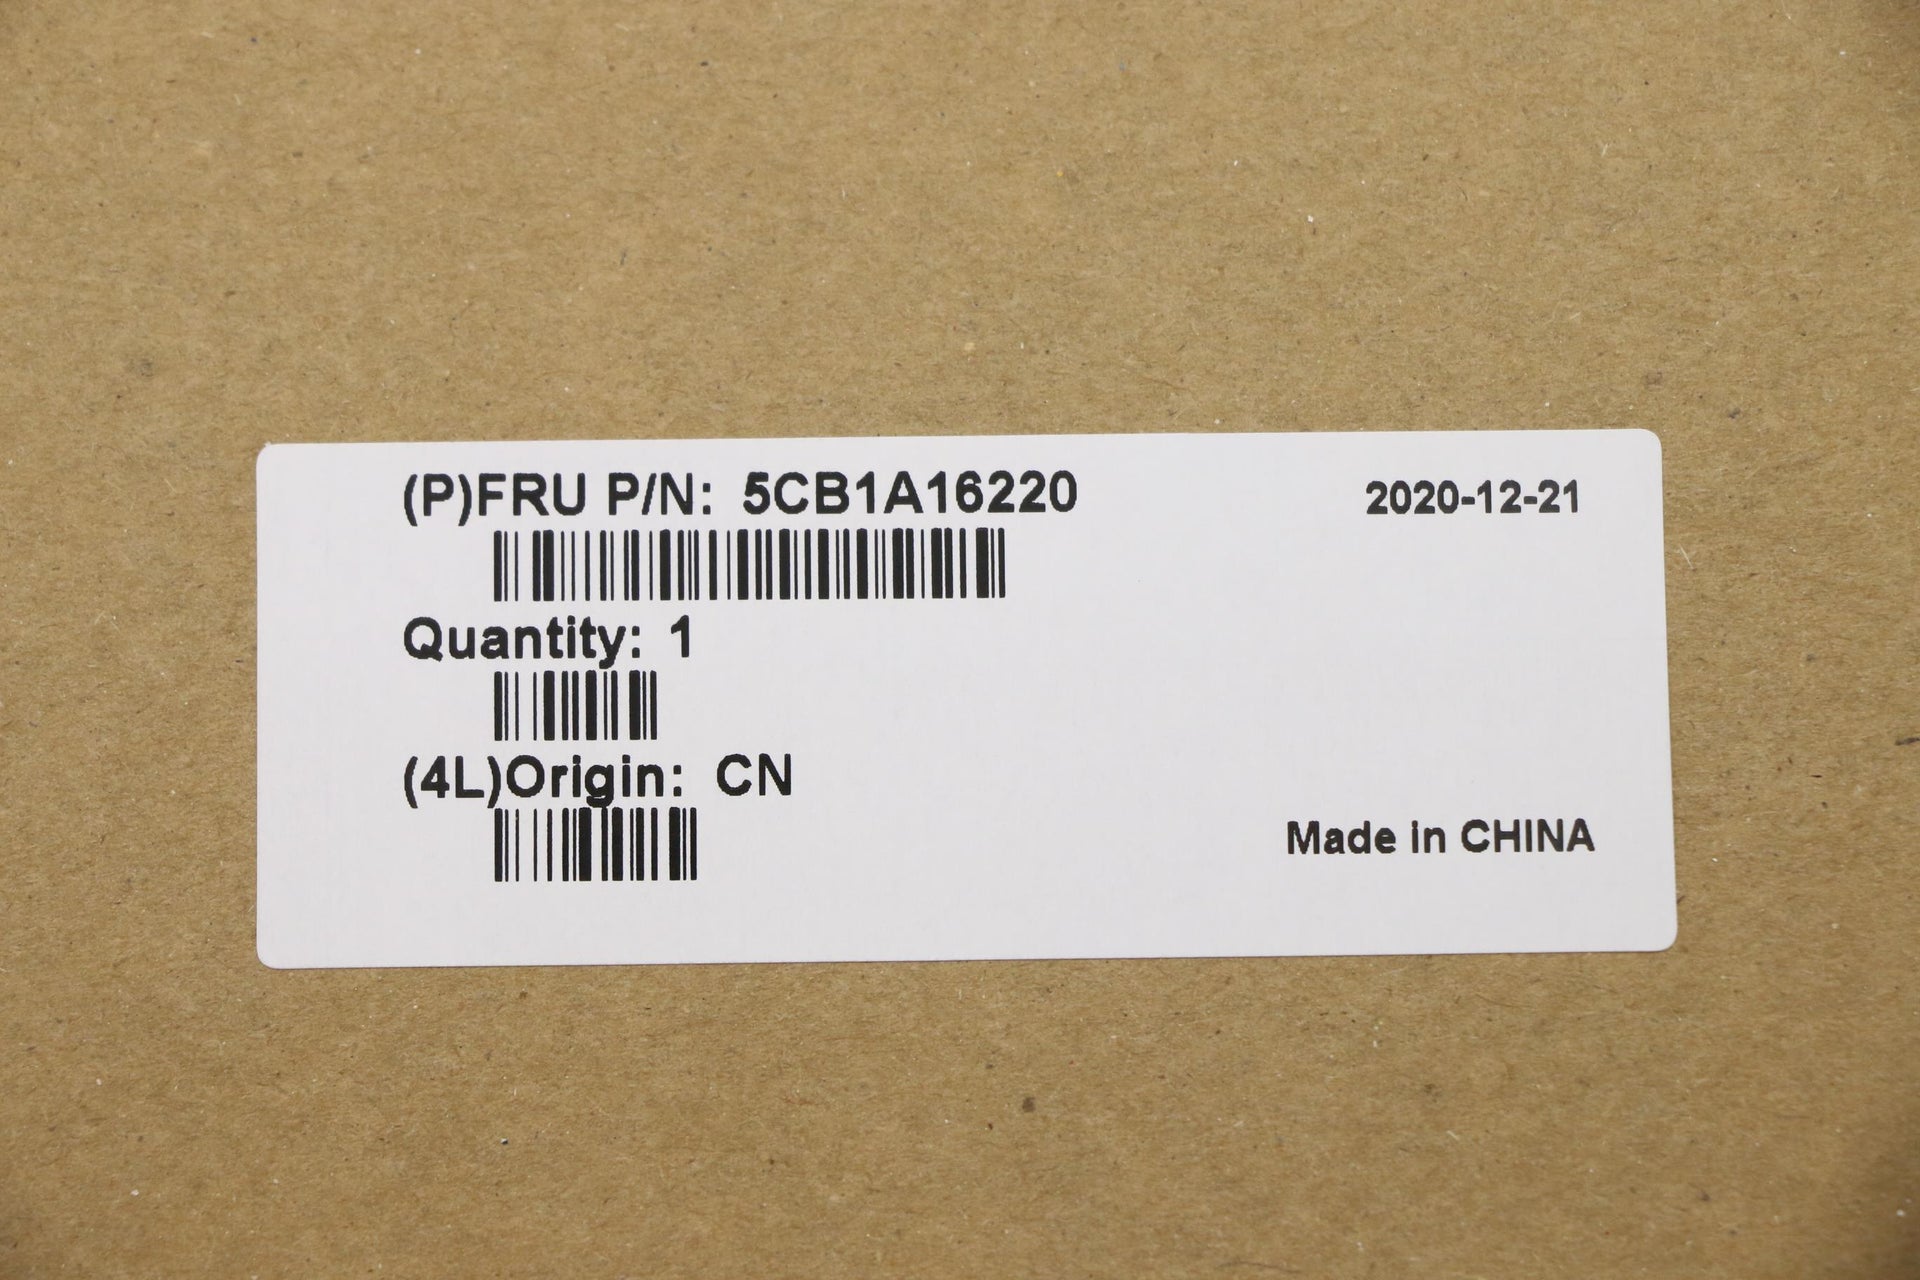 (P)FRU P/N: 5CB1A16220
2020-12-21
Quantity: 1
(4L)Origin: CN
Made in CHINA